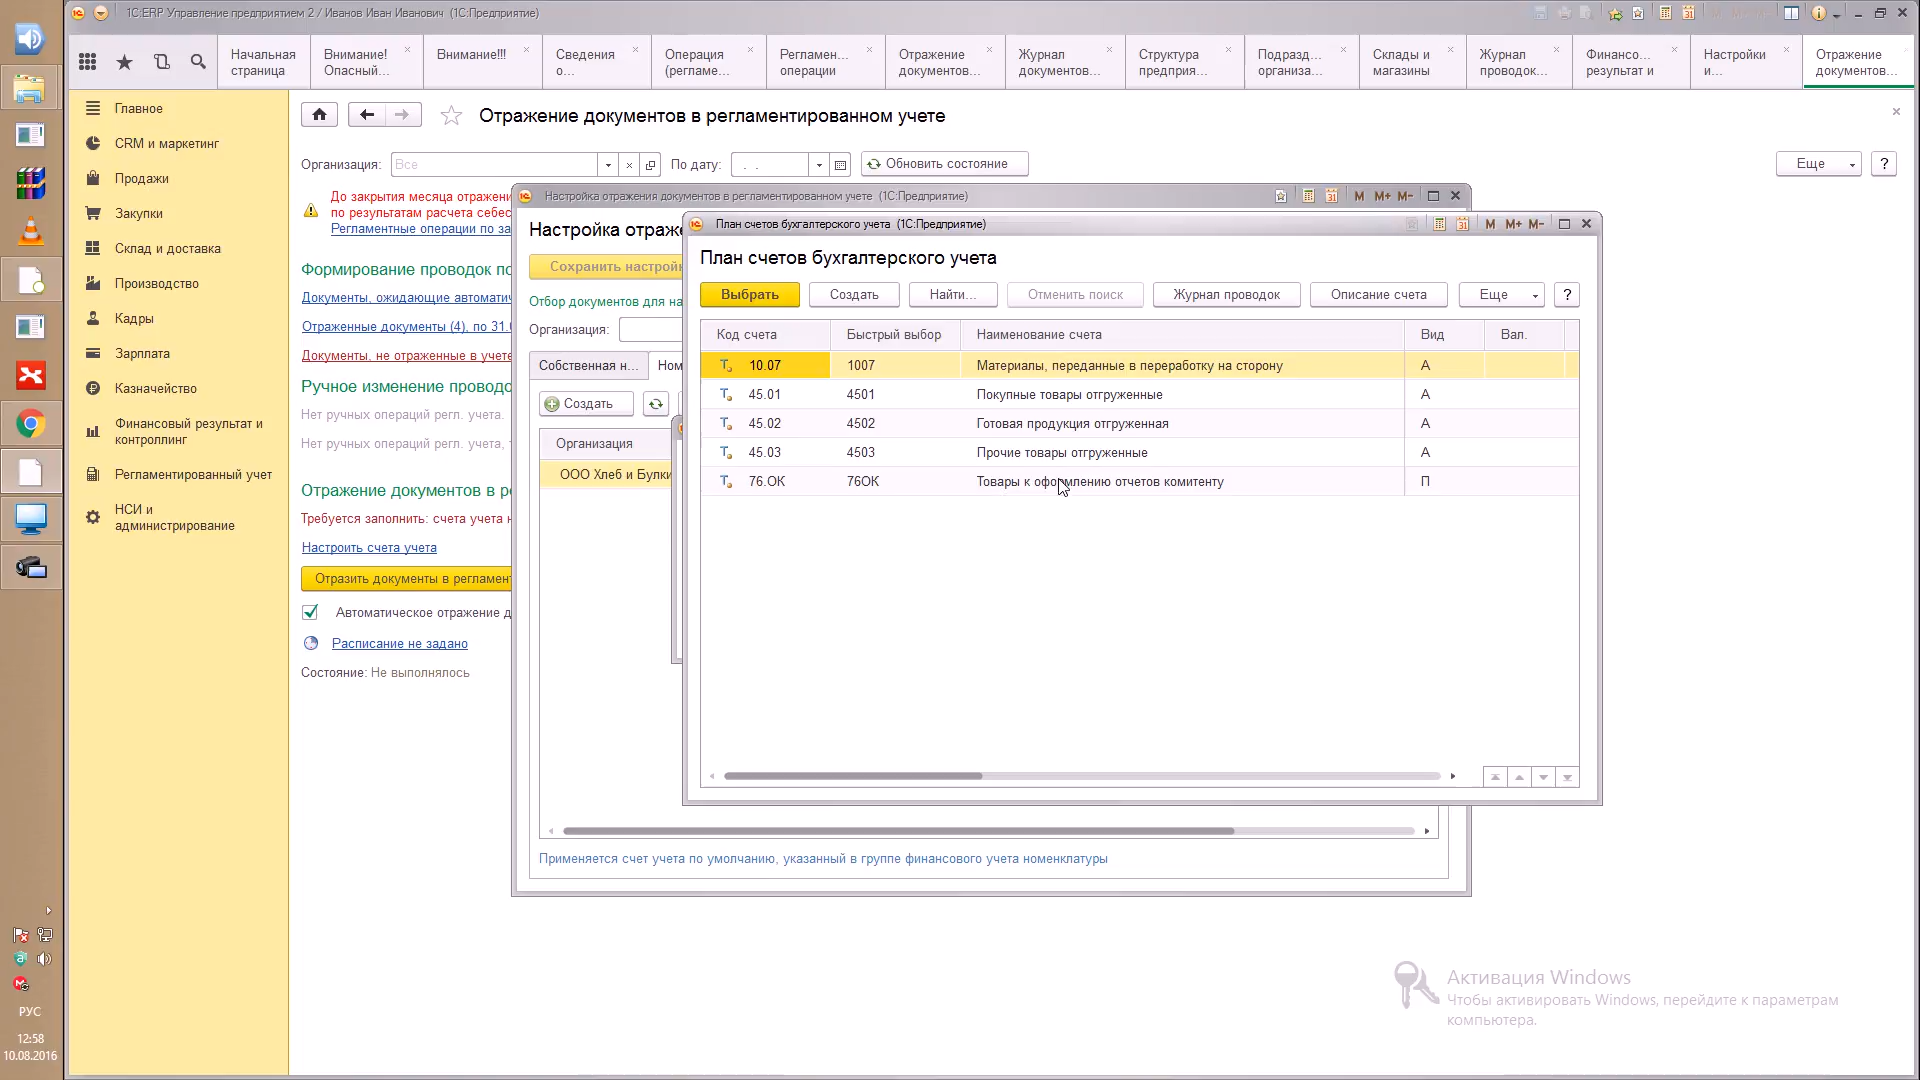 1С:ERP Управление предприятием 2 / Иванов Иван Иванович (1С:Предприятие)
Начальная страница
Внимание! Опасный...
Внимание!!!
Сведения о...
Операция (регламе...
Регламен... операции
Отражение документов...
Журнал документов...
Структура предприя...
Подразд... организа...
Склады и магазины
Журнал проводок...
Финансо... результат и
Настройки и...
Отражение документов...
Главное
CRM и маркетинг
Продажи
Закупки
Склад и доставка
Производство
Кадры
Зарплата
Казначейство
Финансовый результат и контроллинг
Регламентированный учет
НСИ и администрирование
Отражение документов в регламентированном учете
Организация: Все По дату: . . Обновить состояние Еще ?
До закрытия месяца отражени
по результатам расчета себес
Регламентные операции по за
Формирование проводок по
Документы, ожидающие автомати
Отраженные документы (4), по 31.0
Документы, не отраженные в учете
Ручное изменение проводо
Нет ручных операций регл. учета.
Нет ручных операций регл. учета,
Отражение документов в р
Требуется заполнить: счета учета н
Настроить счета учета
Отразить документы в регламент
Автоматическое отражение д
Расписание не задано
Состояние: Не выполнялось
Настройка отражения документов в регламентированном учете (1С:Предприятие)
M M+ M-
Настройка отраже
Сохранить настройк
Отбор документов для на
Организация:
Собственная н... Ном
Создать
Организация
ООО Хлеб и Булки
Применяется счет учета по умолчанию, указанный в группе финансового учета номенклатуры
План счетов бухгалтерского учета (1С:Предприятие)
M M+ M-
План счетов бухгалтерского учета
Выбрать Создать Найти... Отменить поиск Журнал проводок Описание счета Еще ?
Код счета Быстрый выбор Наименование счета Вид Вал.
10.07 1007 Материалы, переданные в переработку на сторону А
45.01 4501 Покупные товары отгруженные А
45.02 4502 Готовая продукция отгруженная А
45.03 4503 Прочие товары отгруженные А
76.ОК 76ОК Товары к оформлению отчетов комитенту П
Активация Windows
Чтобы активировать Windows, перейдите к параметрам
компьютера.
РУС
12:58
10.08.2016